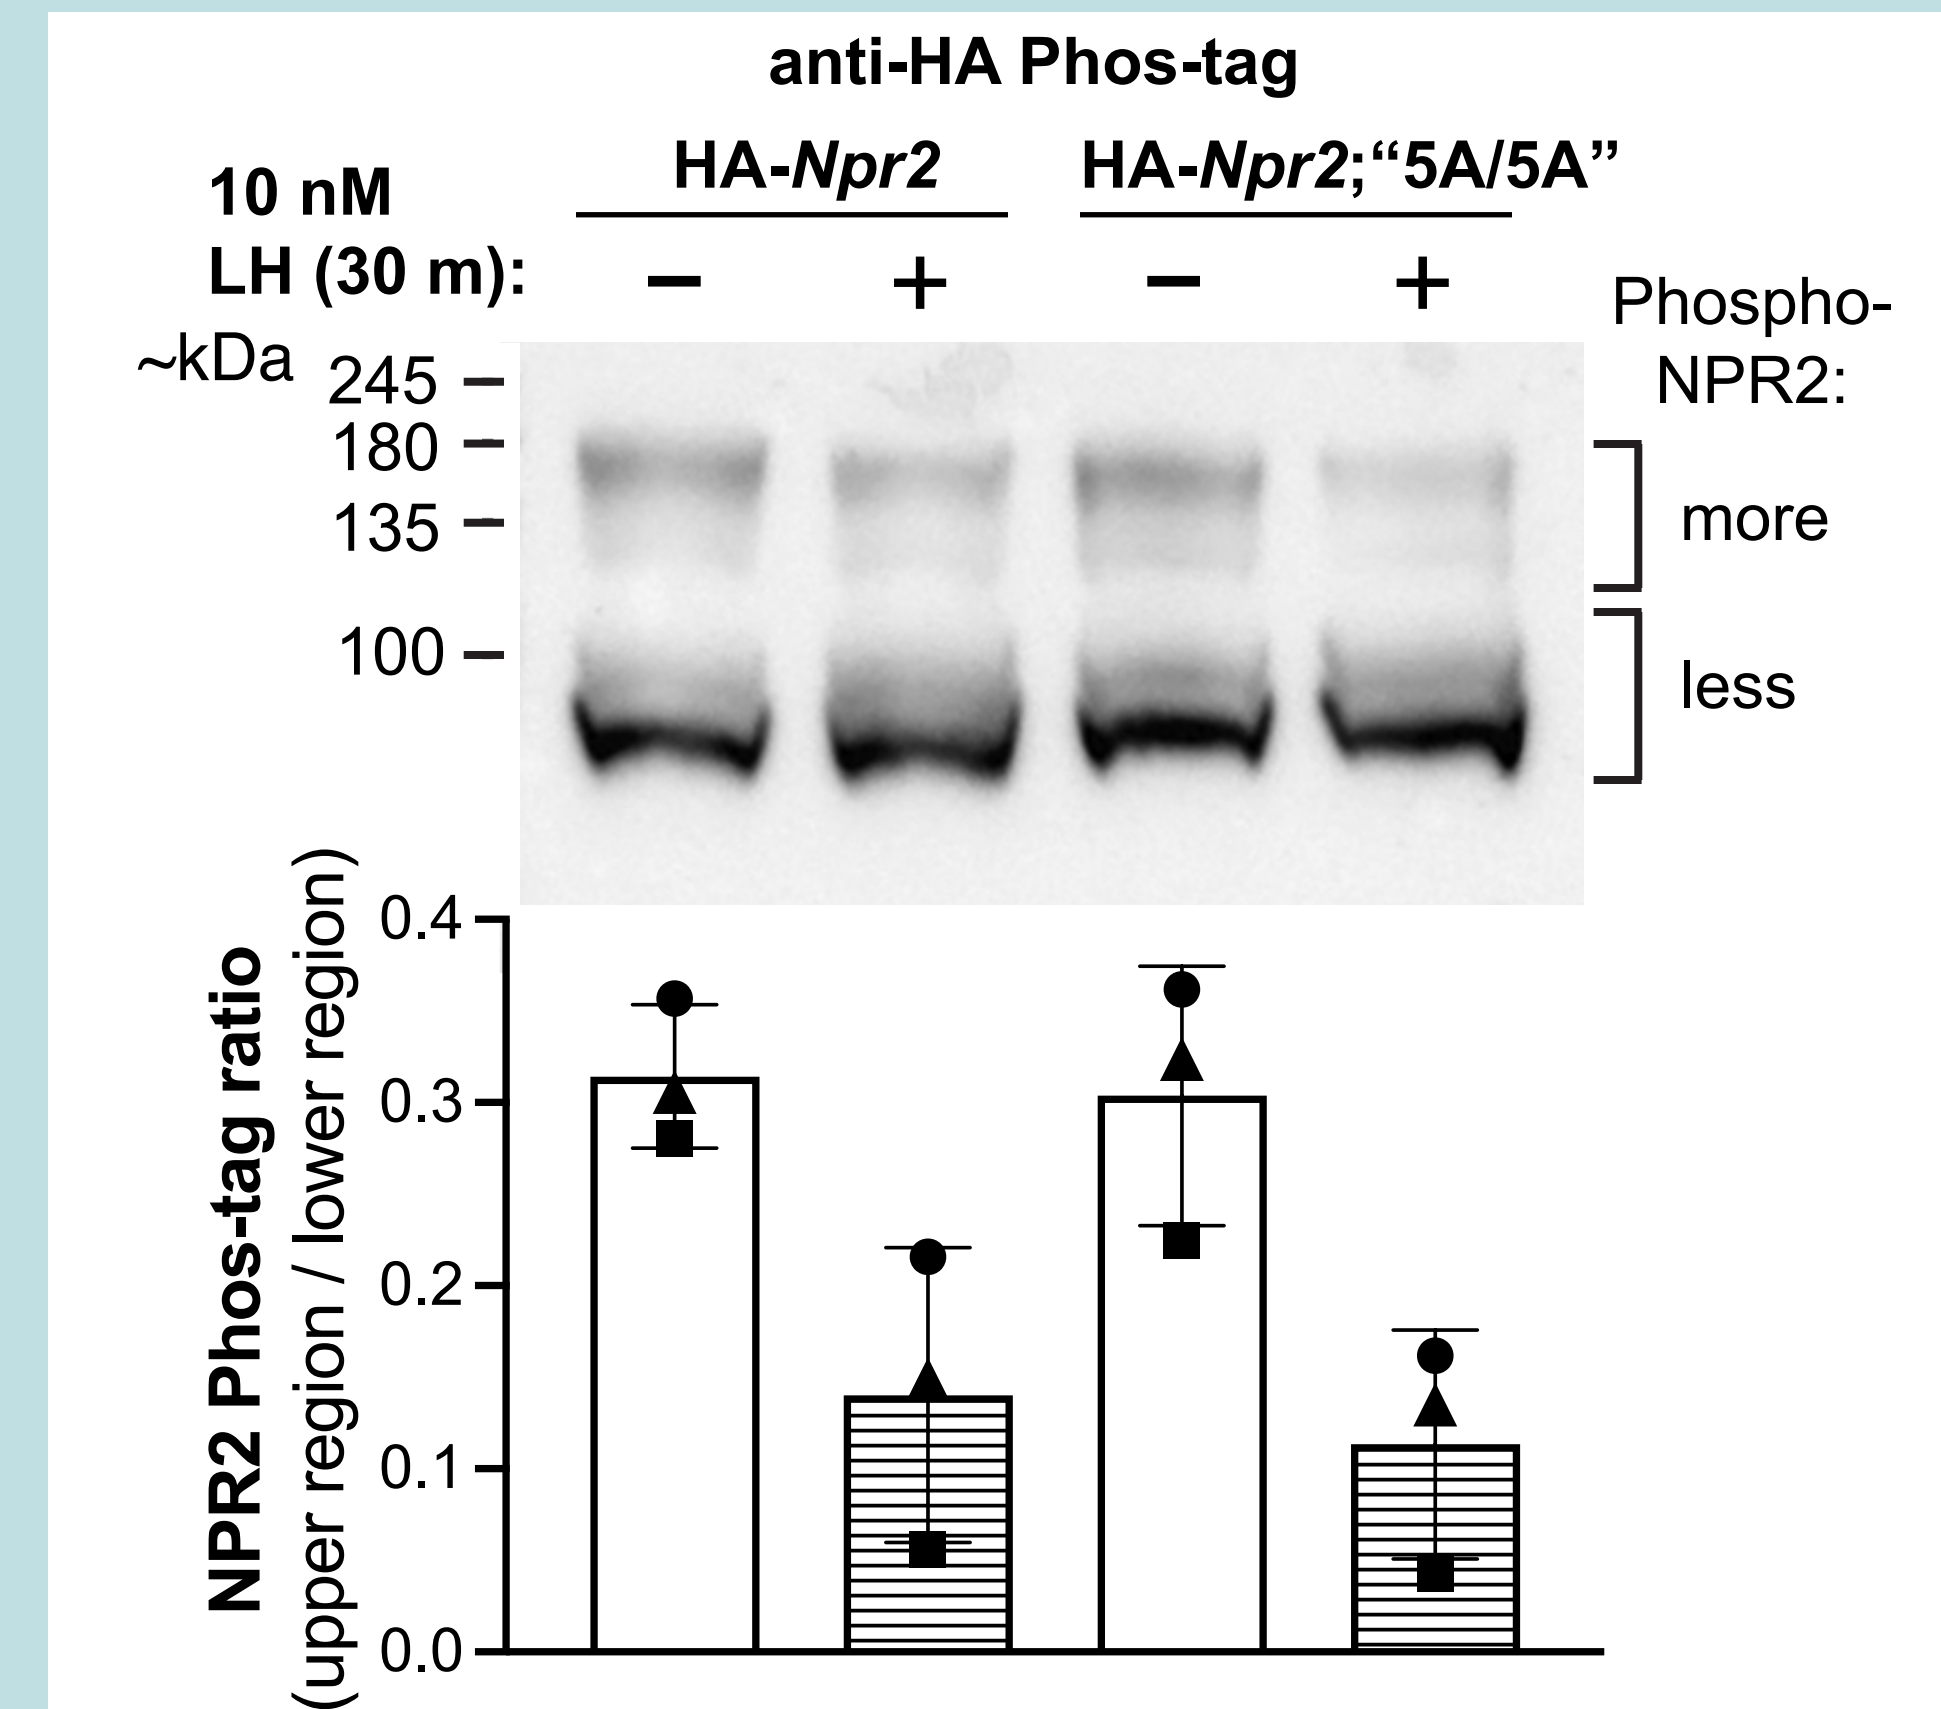 anti-HA Phos-tag
HA-Npr2 HA-Npr2;“5A/5A”
10 nM
LH (30 m): − + − +
Phospho-
NPR2:
~kDa
245
180
135
100
more
less
NPR2 Phos-tag ratio
(upper region / lower region)
0.4
0.3
0.2
0.1
0.0